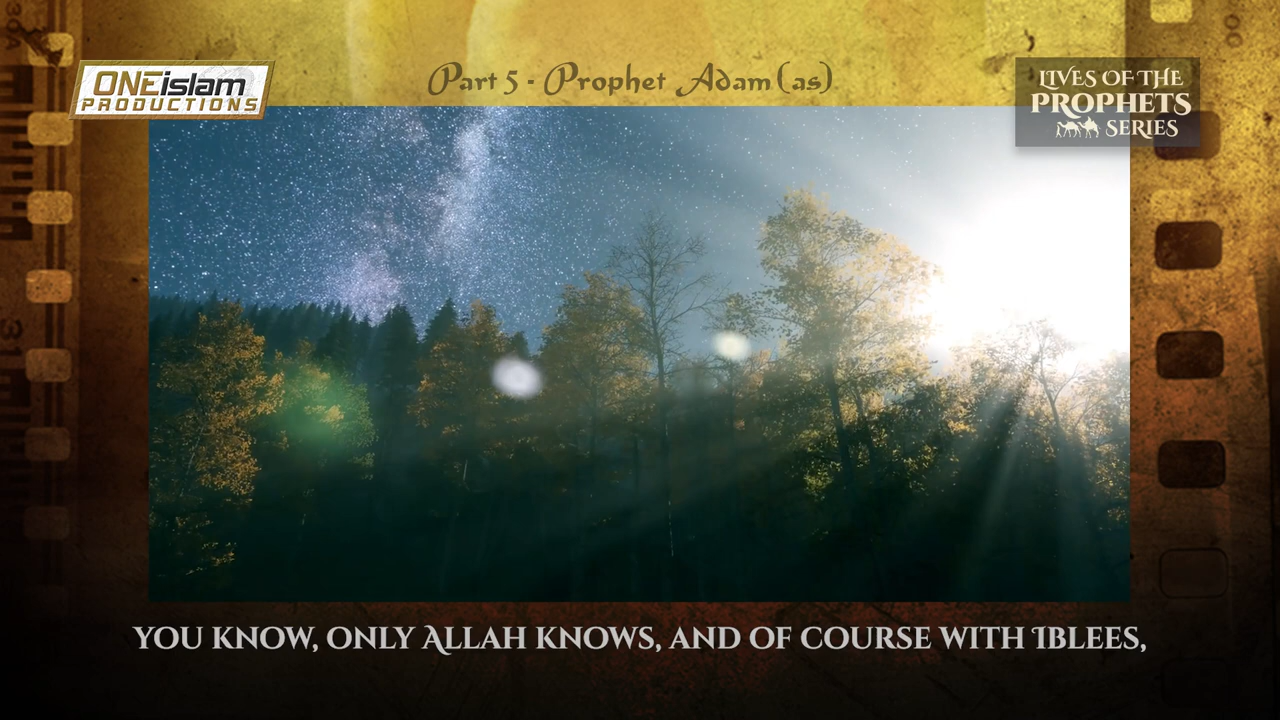 ONEislam
PRODUCTIONS
Part 5 - Prophet Adam (as)
LIVES OF THE
PROPHETS
SERIES
YOU KNOW, ONLY ALLAH KNOWS, AND OF COURSE WITH IBLEES,